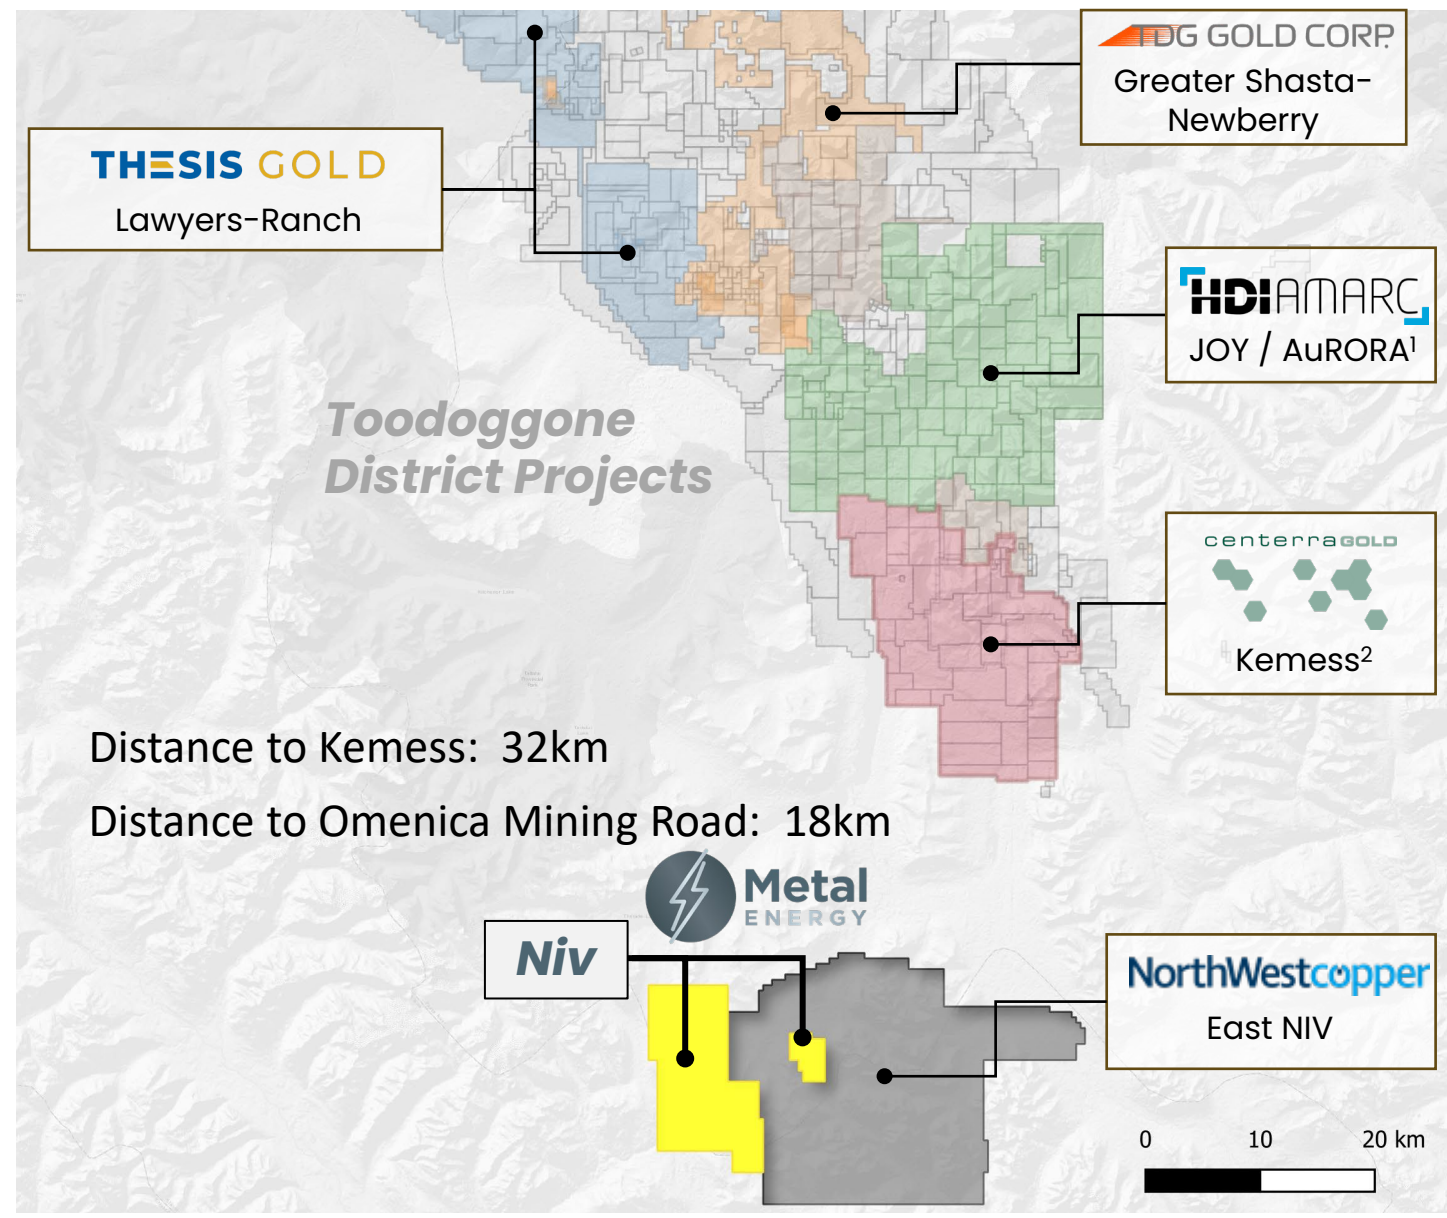 TDG GOLD CORP.
Greater Shasta-
Newberry
THESIS GOLD
Lawyers-Ranch
HDI AMARC
JOY / AuRORA¹
Toodoggone
District Projects
centerra GOLD
Kemess²
Distance to Kemess:  32km
Distance to Omenica Mining Road:  18km
Metal
ENERGY
Niv
NorthWestcopper
East NIV
0 10 20 km